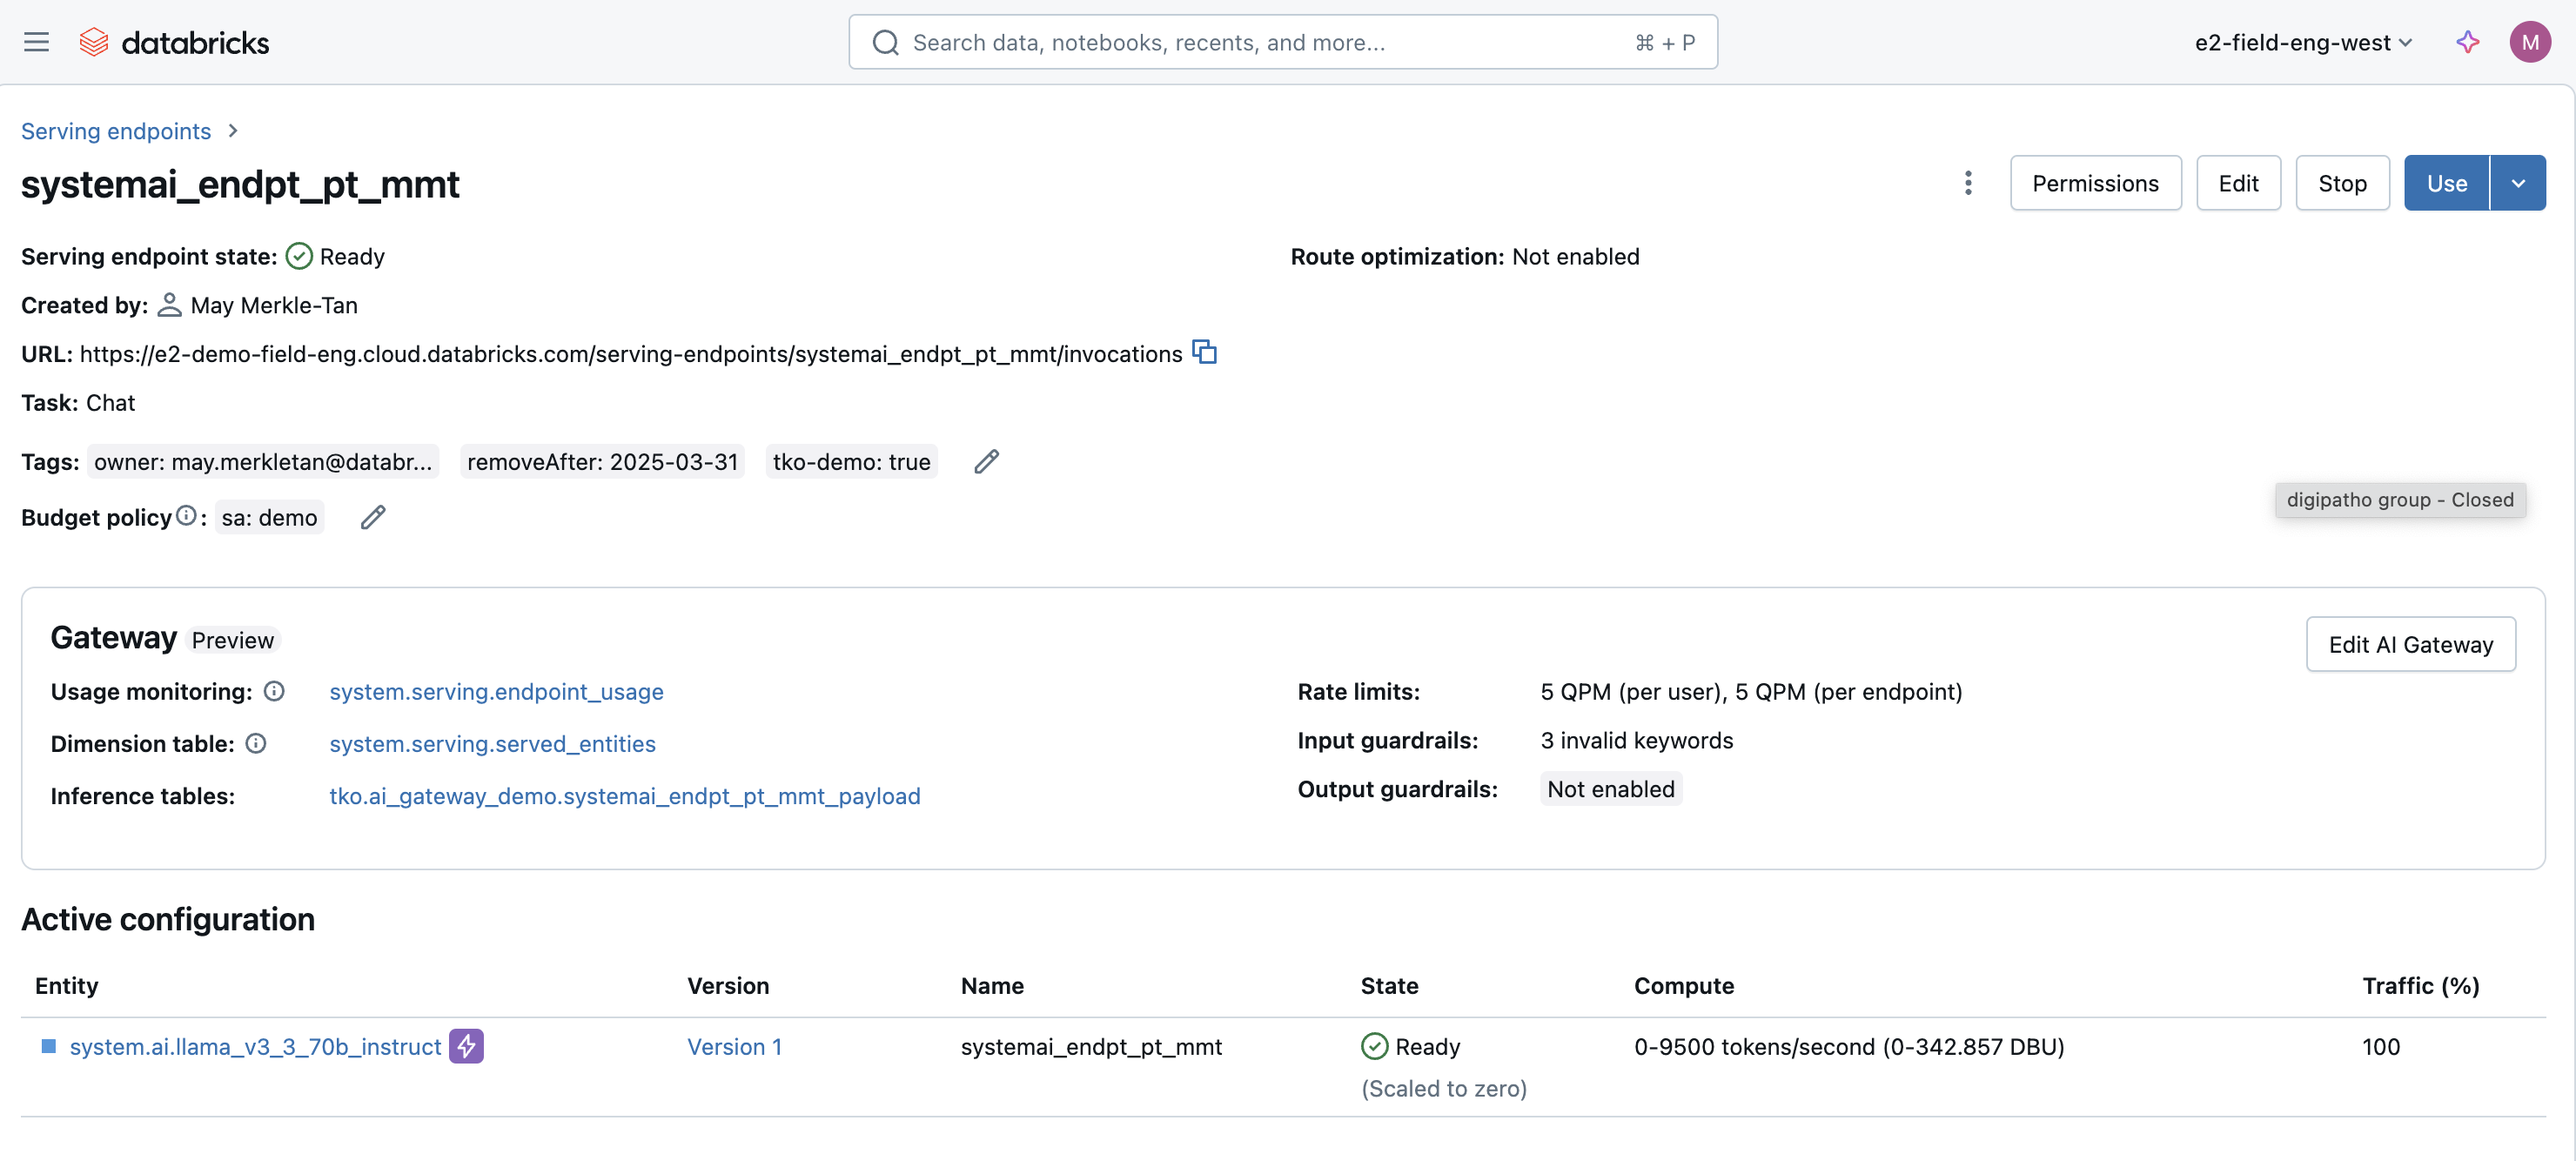 databricks
Search data, notebooks, recents, and more...
⌘ + P
e2-field-eng-west
M
Serving endpoints
systemai_endpt_pt_mmt
Permissions
Edit
Stop
Use
Serving endpoint state: Ready
Route optimization: Not enabled
Created by: May Merkle-Tan
URL: https://e2-demo-field-eng.cloud.databricks.com/serving-endpoints/systemai_endpt_pt_mmt/invocations
Task: Chat
Tags: owner: may.merkletan@databr... removeAfter: 2025-03-31 tko-demo: true
digipatho group - Closed
Budget policy : sa: demo
Gateway Preview
Edit AI Gateway
Usage monitoring: system.serving.endpoint_usage
Dimension table: system.serving.served_entities
Inference tables: tko.ai_gateway_demo.systemai_endpt_pt_mmt_payload
Rate limits: 5 QPM (per user), 5 QPM (per endpoint)
Input guardrails: 3 invalid keywords
Output guardrails: Not enabled
Active configuration
Entity Version Name State Compute Traffic (%)
system.ai.llama_v3_3_70b_instruct Version 1 systemai_endpt_pt_mmt Ready 0-9500 tokens/second (0-342.857 DBU) 100
(Scaled to zero)